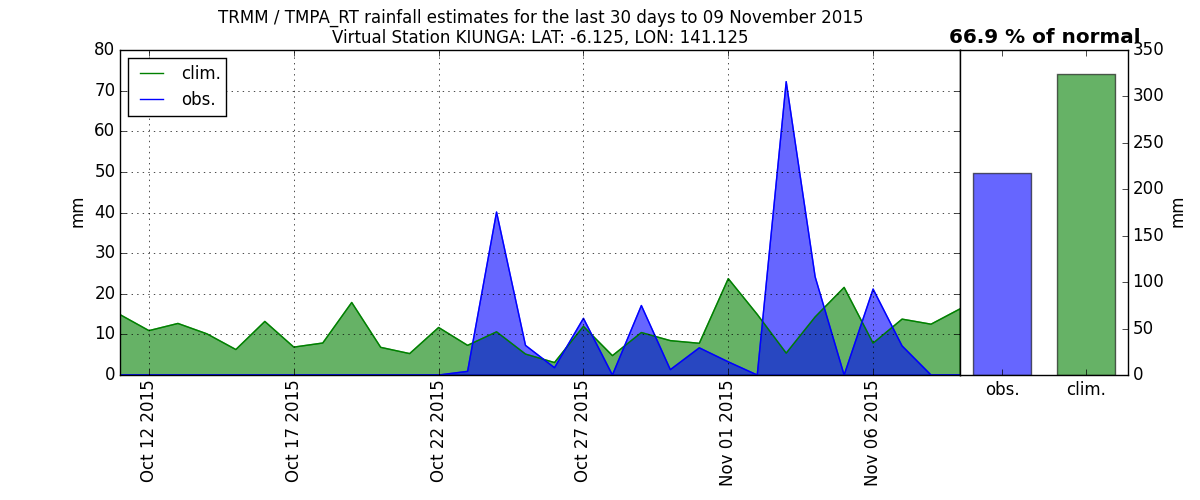 TRMM / TMPA_RT rainfall estimates for the last 30 days to 09 November 2015
Virtual Station KIUNGA: LAT: -6.125, LON: 141.125
66.9 % of normal
clim.
obs.
80
70
60
50
40
30
20
10
0
mm
Oct 12 2015
Oct 17 2015
Oct 22 2015
Oct 27 2015
Nov 01 2015
Nov 06 2015
350
300
250
200
150
100
50
0
mm
obs.
clim.